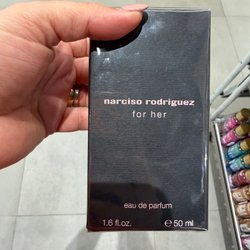 narciso rodriguez
for her
eau de parfum
1.6 fl.oz. ℮ 50 ml